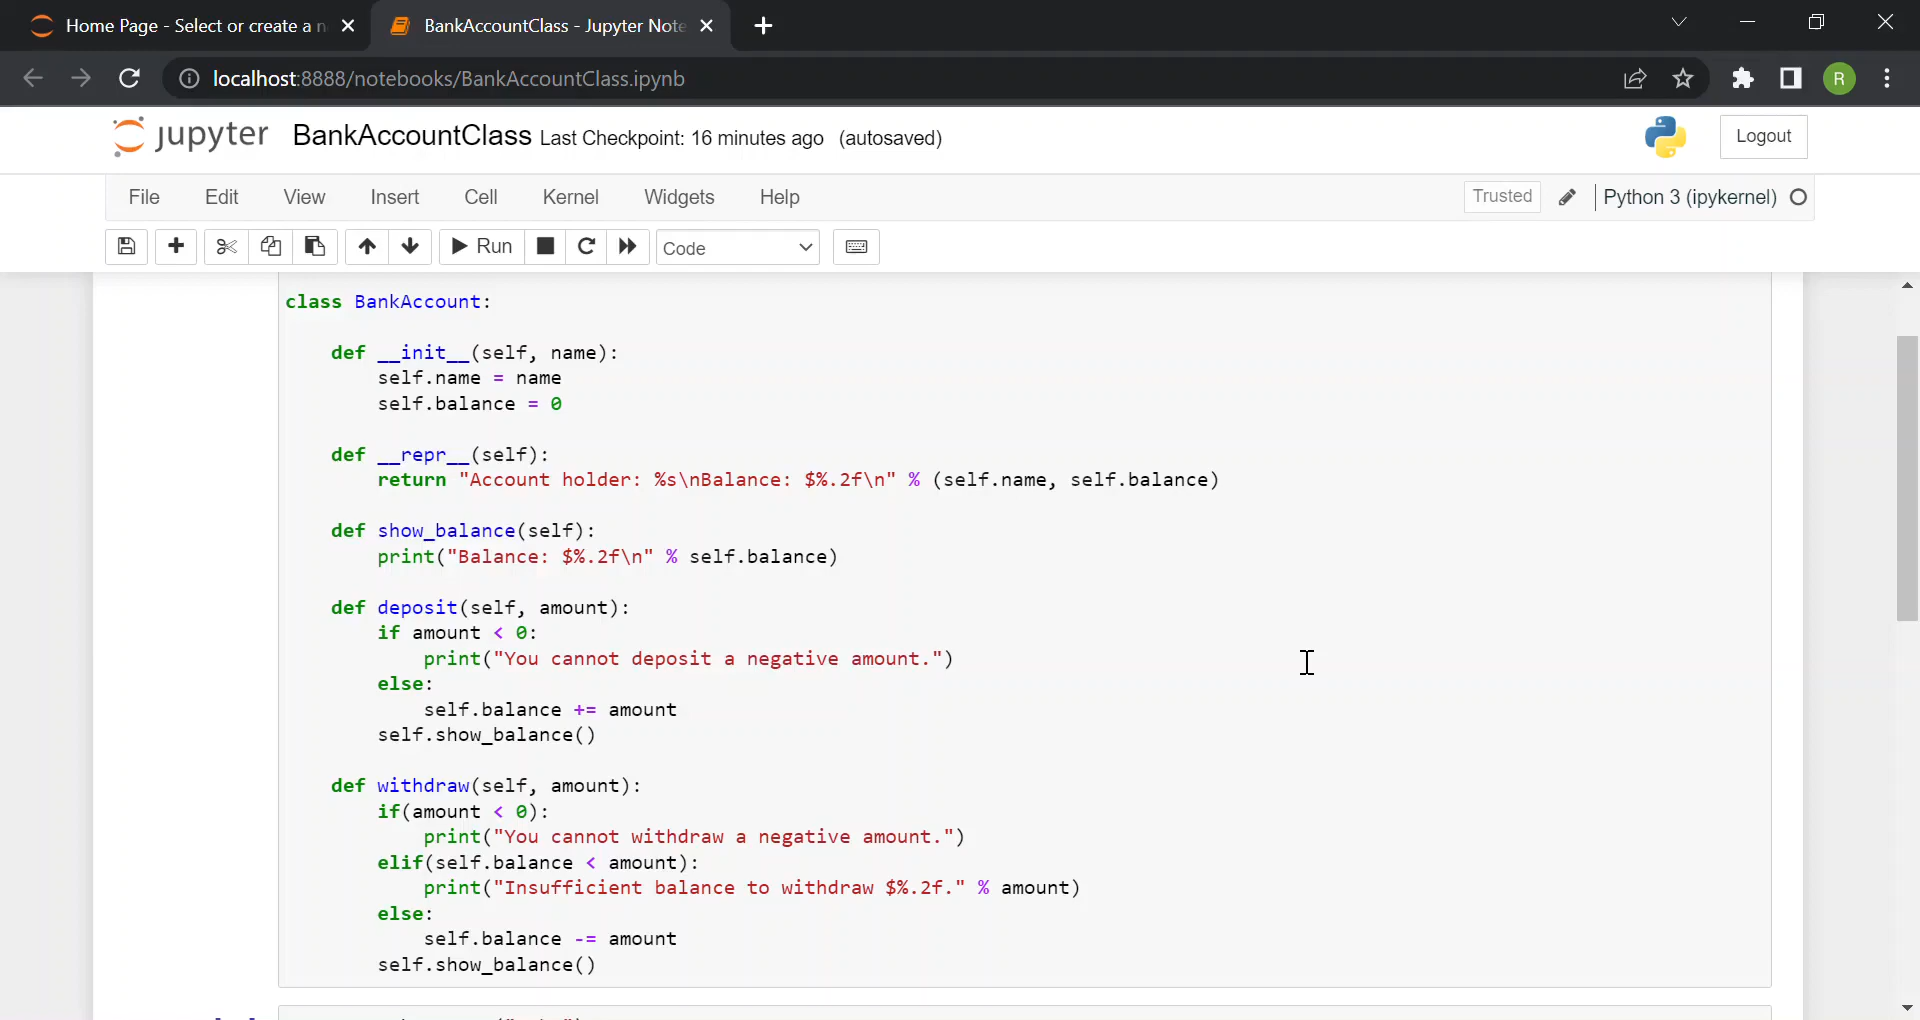 Home Page - Select or create a n
BankAccountClass - Jupyter Note
localhost:8888/notebooks/BankAccountClass.ipynb
R
jupyter BankAccountClass Last Checkpoint: 16 minutes ago (autosaved)
Logout
File Edit View Insert Cell Kernel Widgets Help
Trusted
Python 3 (ipykernel)
Run
Code
class BankAccount:
    def __init__(self, name):
        self.name = name
        self.balance = 0
    def __repr__(self):
        return "Account holder: %s\nBalance: $%.2f\n" % (self.name, self.balance)
    def show_balance(self):
        print("Balance: $%.2f\n" % self.balance)
    def deposit(self, amount):
        if amount < 0:
            print("You cannot deposit a negative amount.")
        else:
            self.balance += amount
        self.show_balance()
    def withdraw(self, amount):
        if(amount < 0):
            print("You cannot withdraw a negative amount.")
        elif(self.balance < amount):
            print("Insufficient balance to withdraw $%.2f." % amount)
        else:
            self.balance -= amount
        self.show_balance()